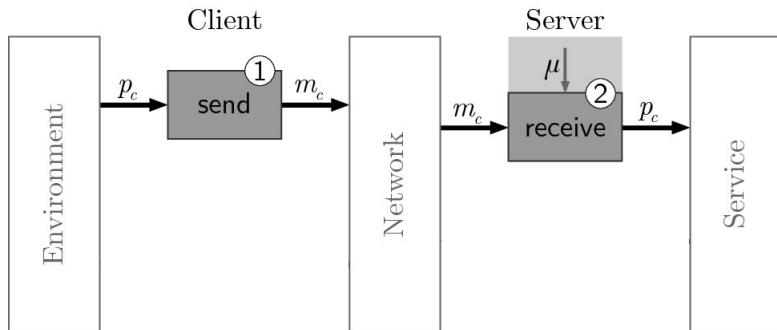 Client
Server
Environment
p_c
send
1
m_c
Network
m_c
μ
receive
2
p_c
Service